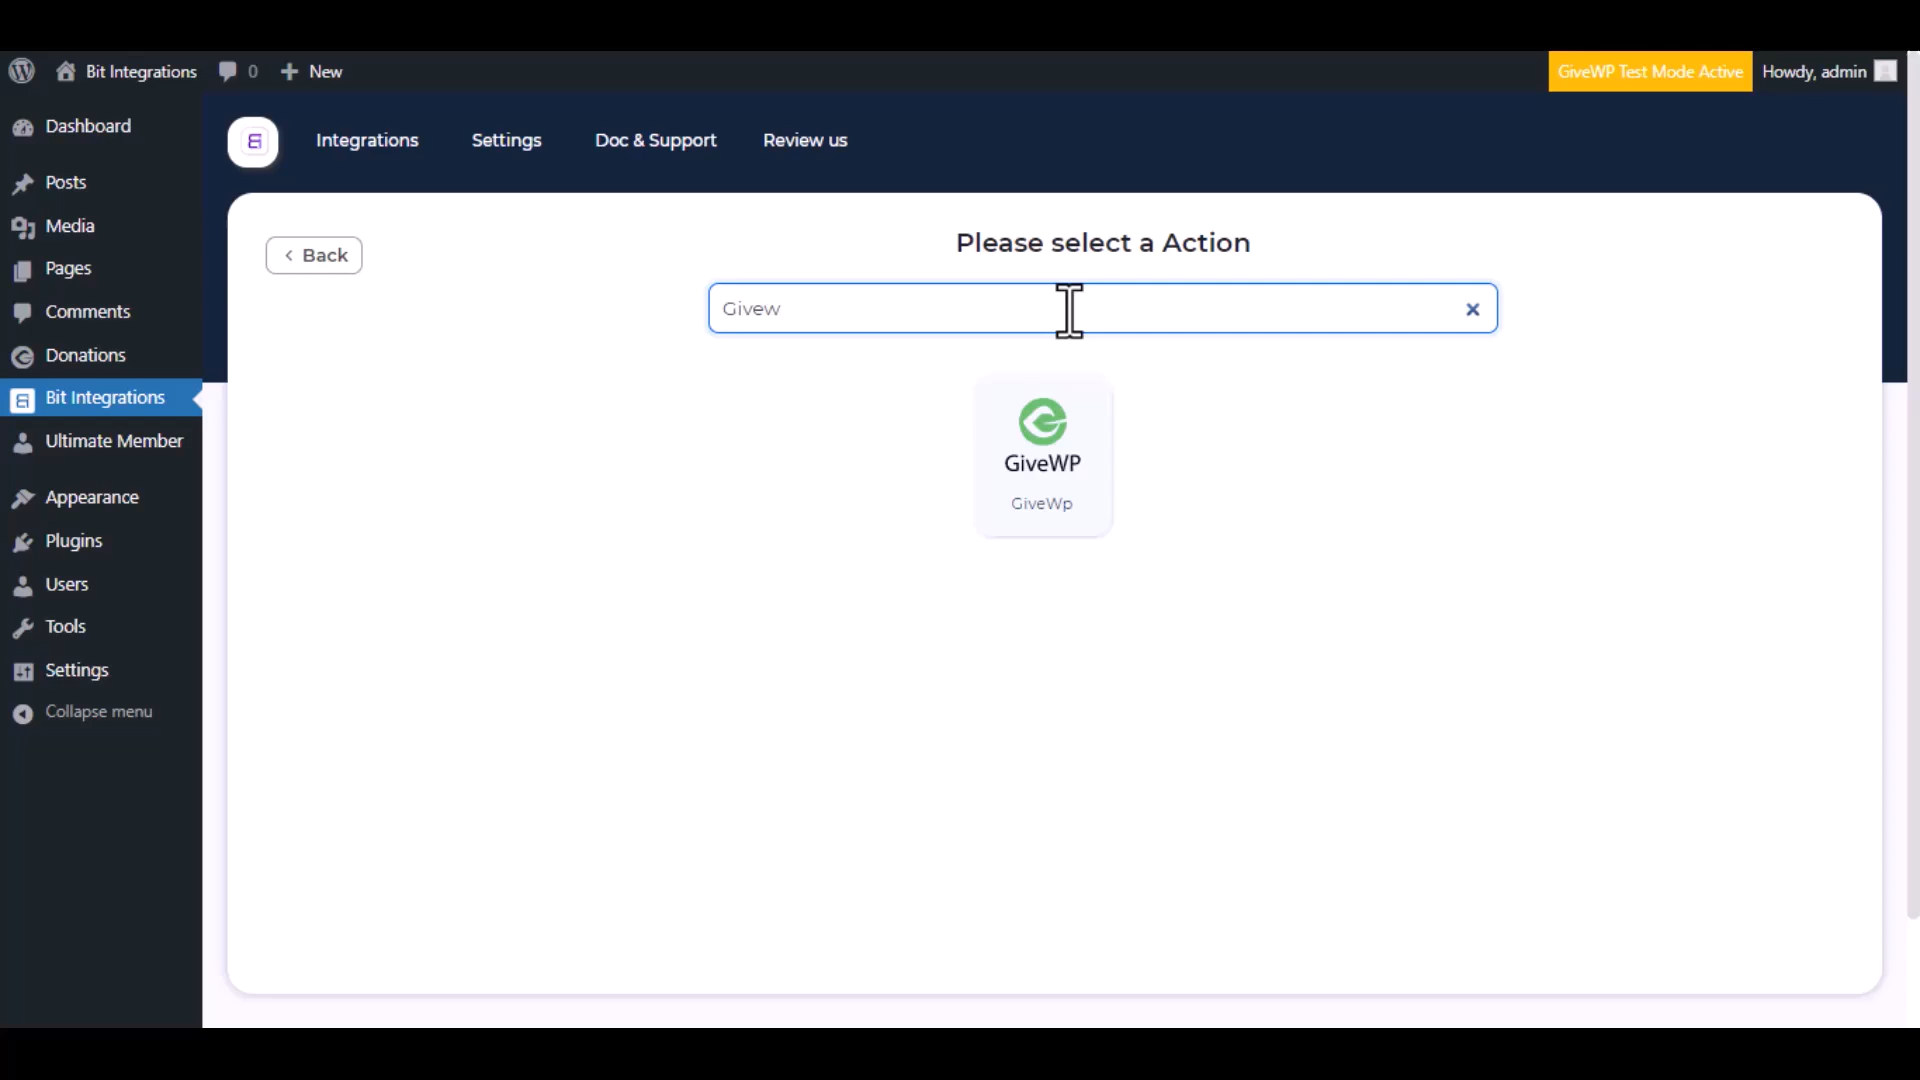 Bit Integrations 0 New GiveWP Test Mode Active Howdy, admin
Dashboard
Posts
Media
Pages
Comments
Donations
Bit Integrations
Ultimate Member
Appearance
Plugins
Users
Tools
Settings
Collapse menu
Integrations Settings Doc & Support Review us
Back
Please select a Action
Givew
GiveWP
GiveWp